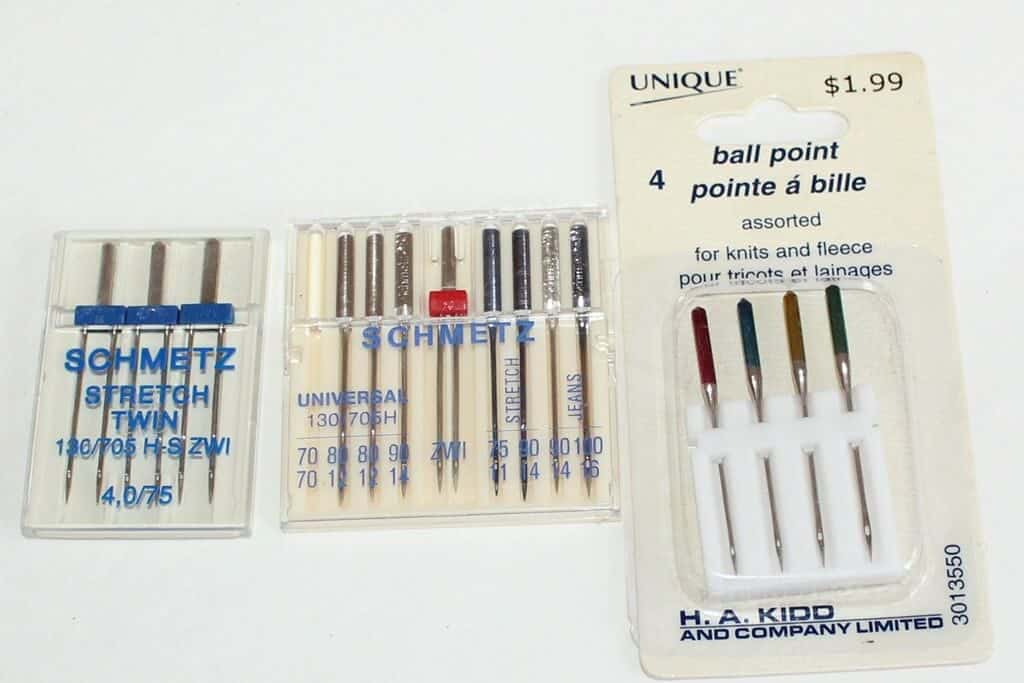 SCHMETZ
STRETCH
TWIN
130/705 H-S ZWI
4,0/75
SCHMETZ
UNIVERSAL
130/705H
70 80 80 90 ZWI 75 90 90 100
70 12 12 14 11 14 14 16
STRETCH
JEANS
UNIQUE
$1.99
4
ball point
pointe á bille
assorted
for knits and fleece
pour tricots et lainages
H. A. KIDD
AND COMPANY LIMITED
3013550